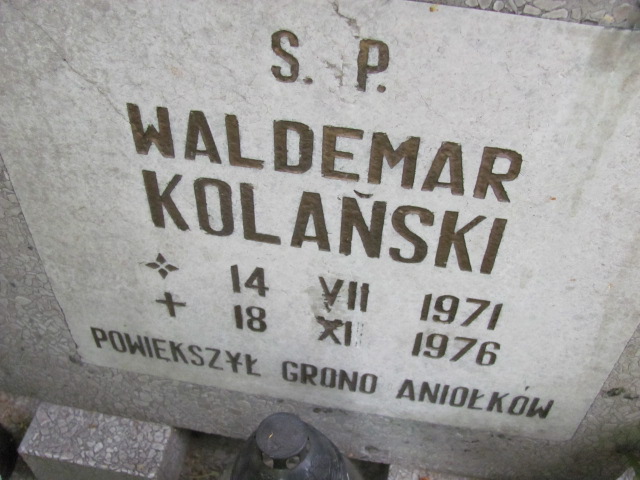 S. P.
WALDEMAR
KOLAŃSKI
14 VII 1971
+ 18 XI 1976
POWIEKSZYŁ GRONO ANIOŁKÓW